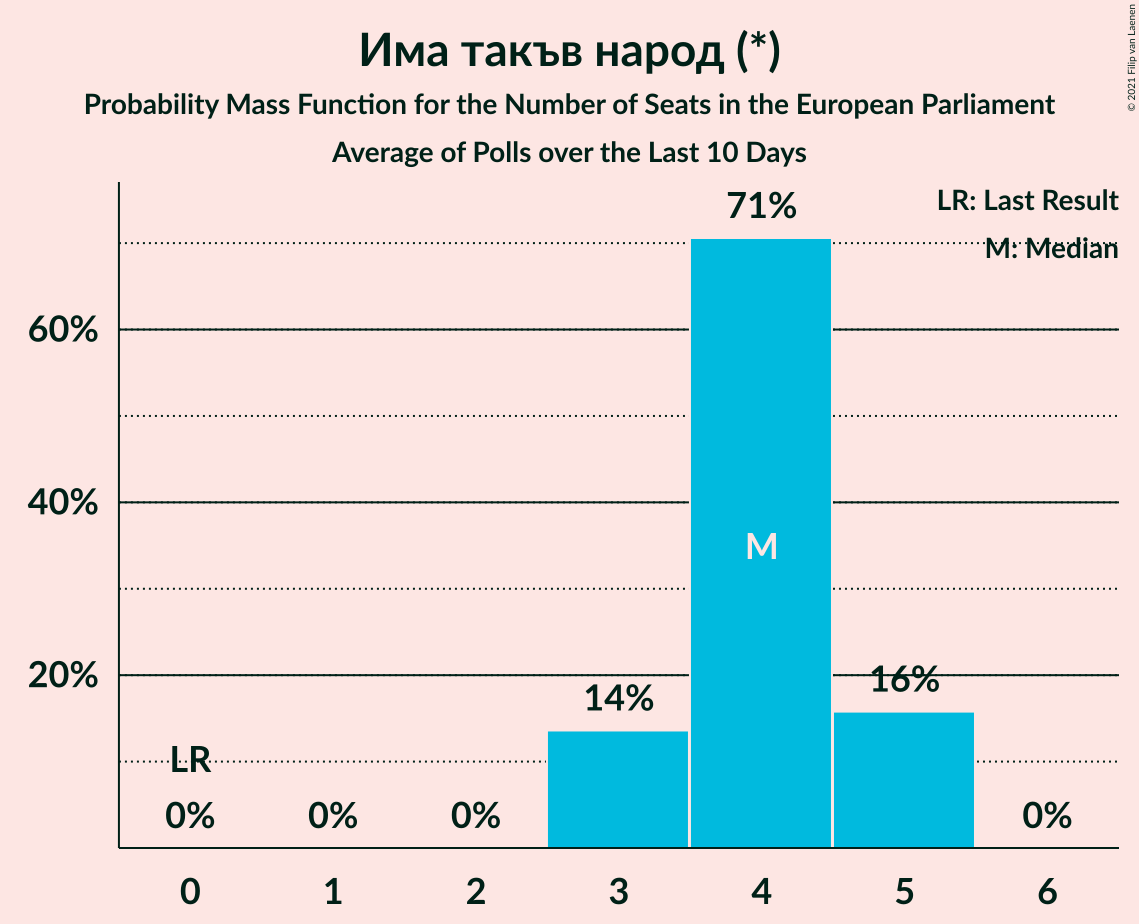 Има такъв народ (*)
Probability Mass Function for the Number of Seats in the European Parliament
Average of Polls over the Last 10 Days
© 2021 Filip van Laenen
LR: Last Result
M: Median
71%
60%
40%
M
20%
16%
14%
LR
0%
0%
0%
0%
0
1
2
3
4
5
6